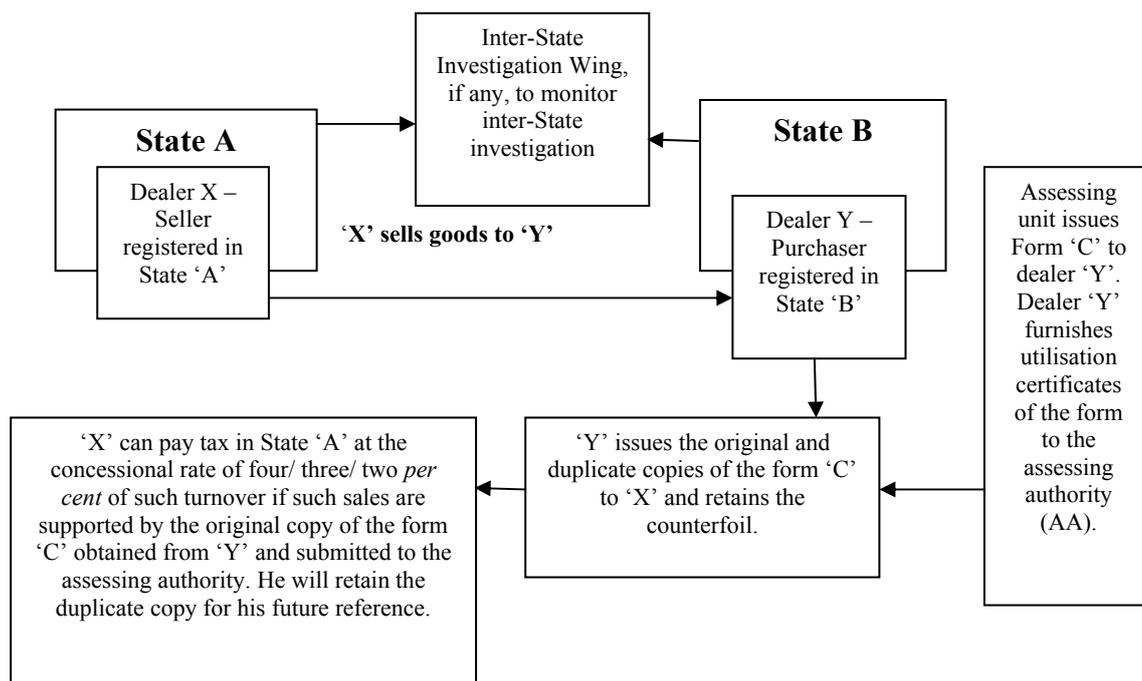 Inter-State
Investigation Wing,
if any, to monitor
inter-State
investigation
State A
Dealer X –
Seller
registered in
State ‘A’
‘X’ sells goods to ‘Y’
State B
Dealer Y –
Purchaser
registered in
State ‘B’
Assessing
unit issues
Form ‘C’ to
dealer ‘Y’.
Dealer ‘Y’
furnishes
utilisation
certificates
of the form
to the
assessing
authority
(AA).
‘X’ can pay tax in State ‘A’ at the
concessional rate of four/ three/ two per
cent of such turnover if such sales are
supported by the original copy of the form
‘C’ obtained from ‘Y’ and submitted to the
assessing authority. He will retain the
duplicate copy for his future reference.
‘Y’ issues the original and
duplicate copies of the form ‘C’
to ‘X’ and retains the
counterfoil.